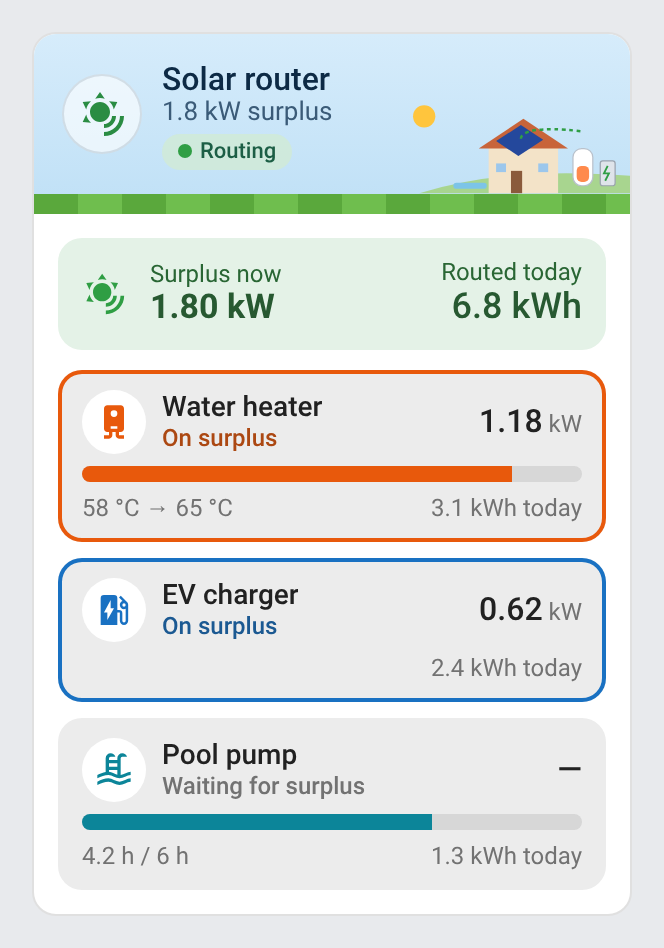 Solar router
1.8 kW surplus
Routing
Surplus now
1.80 kW
Routed today
6.8 kWh
Water heater
On surplus
1.18 kW
58 °C → 65 °C
3.1 kWh today
EV charger
On surplus
0.62 kW
2.4 kWh today
Pool pump
Waiting for surplus
–
4.2 h / 6 h
1.3 kWh today